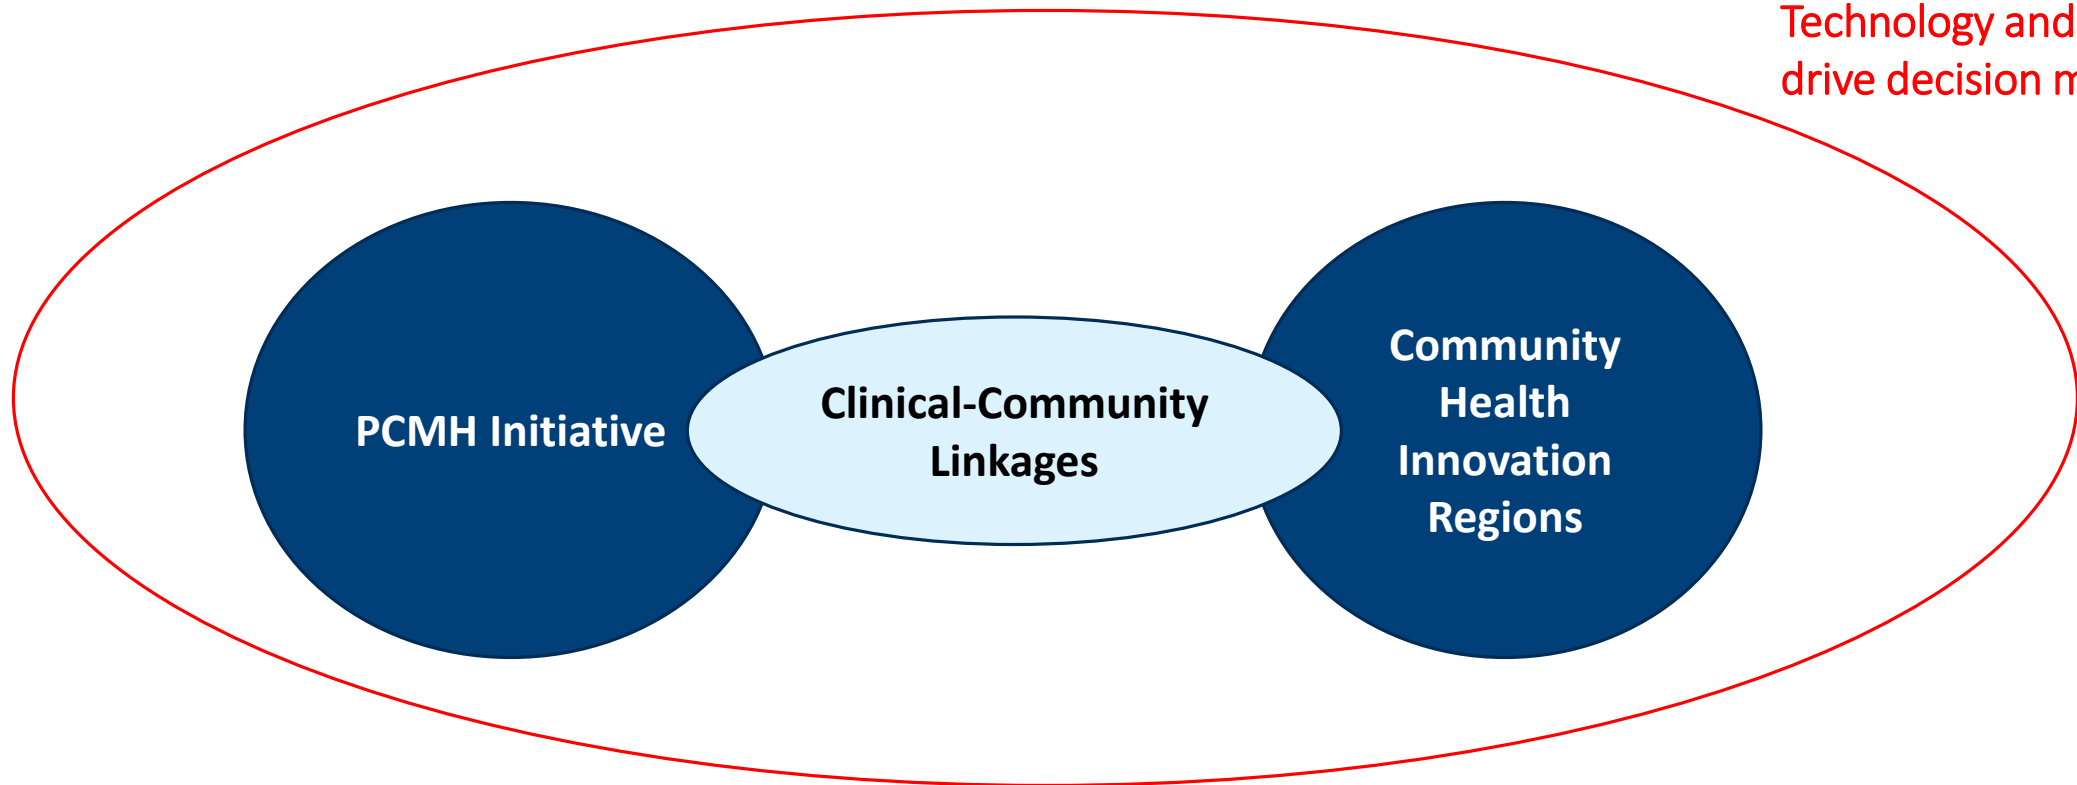 Technology and
drive decision
PCMH Initiative
Clinical-Community
Linkages
Community
Health
Innovation
Regions